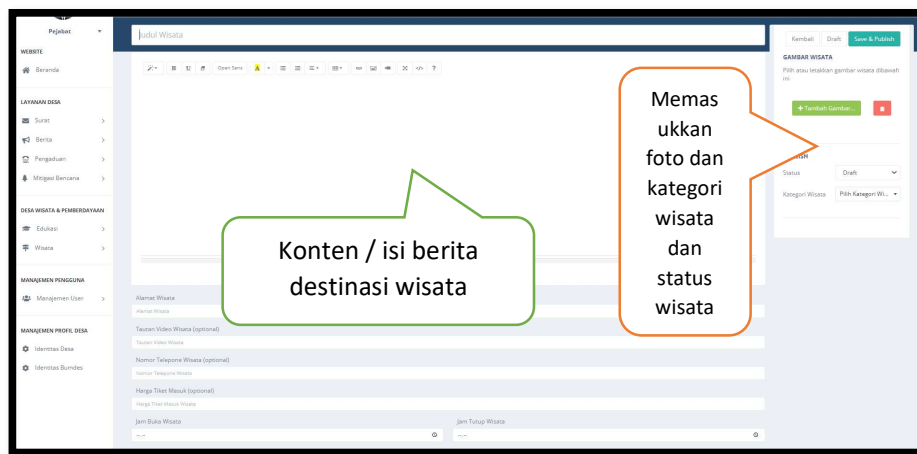 Pejabat
WEBSITE
Beranda
LAYANAN DESA
Surat
Berita
Pengaduan
Mitigasi Bencana
DESA WISATA & PEMBERDAYAAN
Edukasi
Wisata
MANAJEMEN PENGGUNA
Manajemen User
MANAJEMEN PROFIL DESA
Identitas Desa
Identitas Bumdes
Judul Wisata
B U Open Sans A </> ?
Konten / isi berita
destinasi wisata
Alamat Wisata
Alamat Wisata
Tautan Video Wisata (optional)
Tautan Video Wisata
Nomor Telepone Wisata (optional)
Nomor Telepone Wisata
Harga Tiket Masuk (optional)
Harga Tiket Masuk Wisata
Jam Buka Wisata
--:--
Jam Tutup Wisata
--:--
Memas
ukkan
foto dan
kategori
wisata
dan
status
wisata
Kembali Draft Save & Publish
GAMBAR WISATA
Pilih atau letakkan gambar wisata dibawah
ini
+ Tambah Gambar...
Status Draft
Kategori Wisata Pilih Kategori Wi...